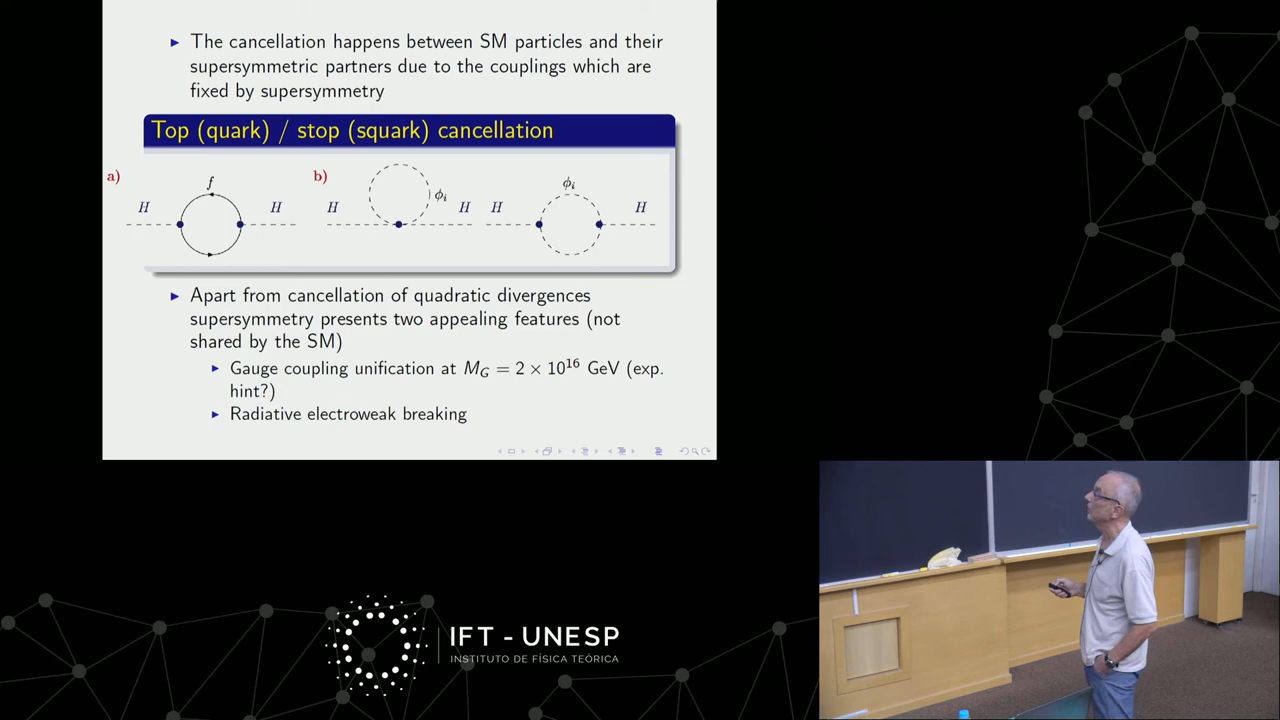 ▶ The cancellation happens between SM particles and their
supersymmetric partners due to the couplings which are
fixed by supersymmetry
Top (quark) / stop (squark) cancellation
a) H f H
b) H ϕᵢ H H ϕᵢ H
▶ Apart from cancellation of quadratic divergences
supersymmetry presents two appealing features (not
shared by the SM)
▶ Gauge coupling unification at M_G = 2 × 10¹⁶ GeV (exp.
hint?)
▶ Radiative electroweak breaking
IFT - UNESP
INSTITUTO DE FÍSICA TEÓRICA